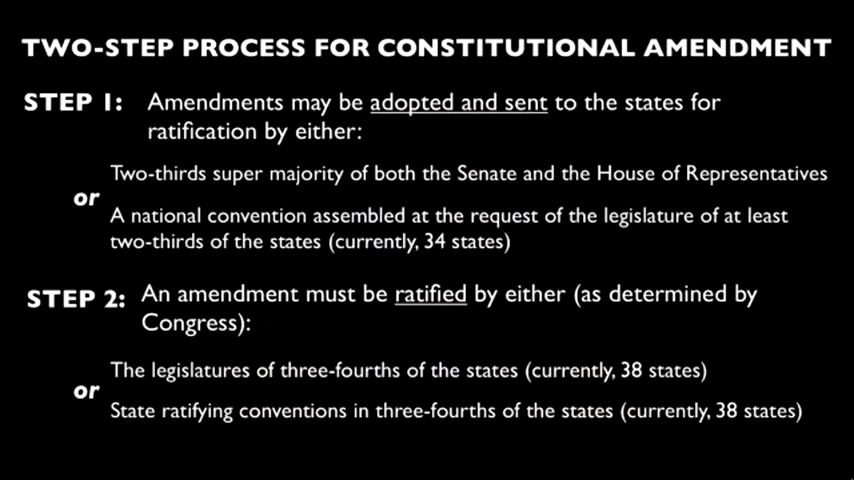 TWO-STEP PROCESS FOR CONSTITUTIONAL AMENDMENT
STEP 1: Amendments may be adopted and sent to the states for
ratification by either:
Two-thirds super majority of both the Senate and the House of Representatives
or
A national convention assembled at the request of the legislature of at least
two-thirds of the states (currently, 34 states)
STEP 2: An amendment must be ratified by either (as determined by
Congress):
The legislatures of three-fourths of the states (currently, 38 states)
or
State ratifying conventions in three-fourths of the states (currently, 38 states)